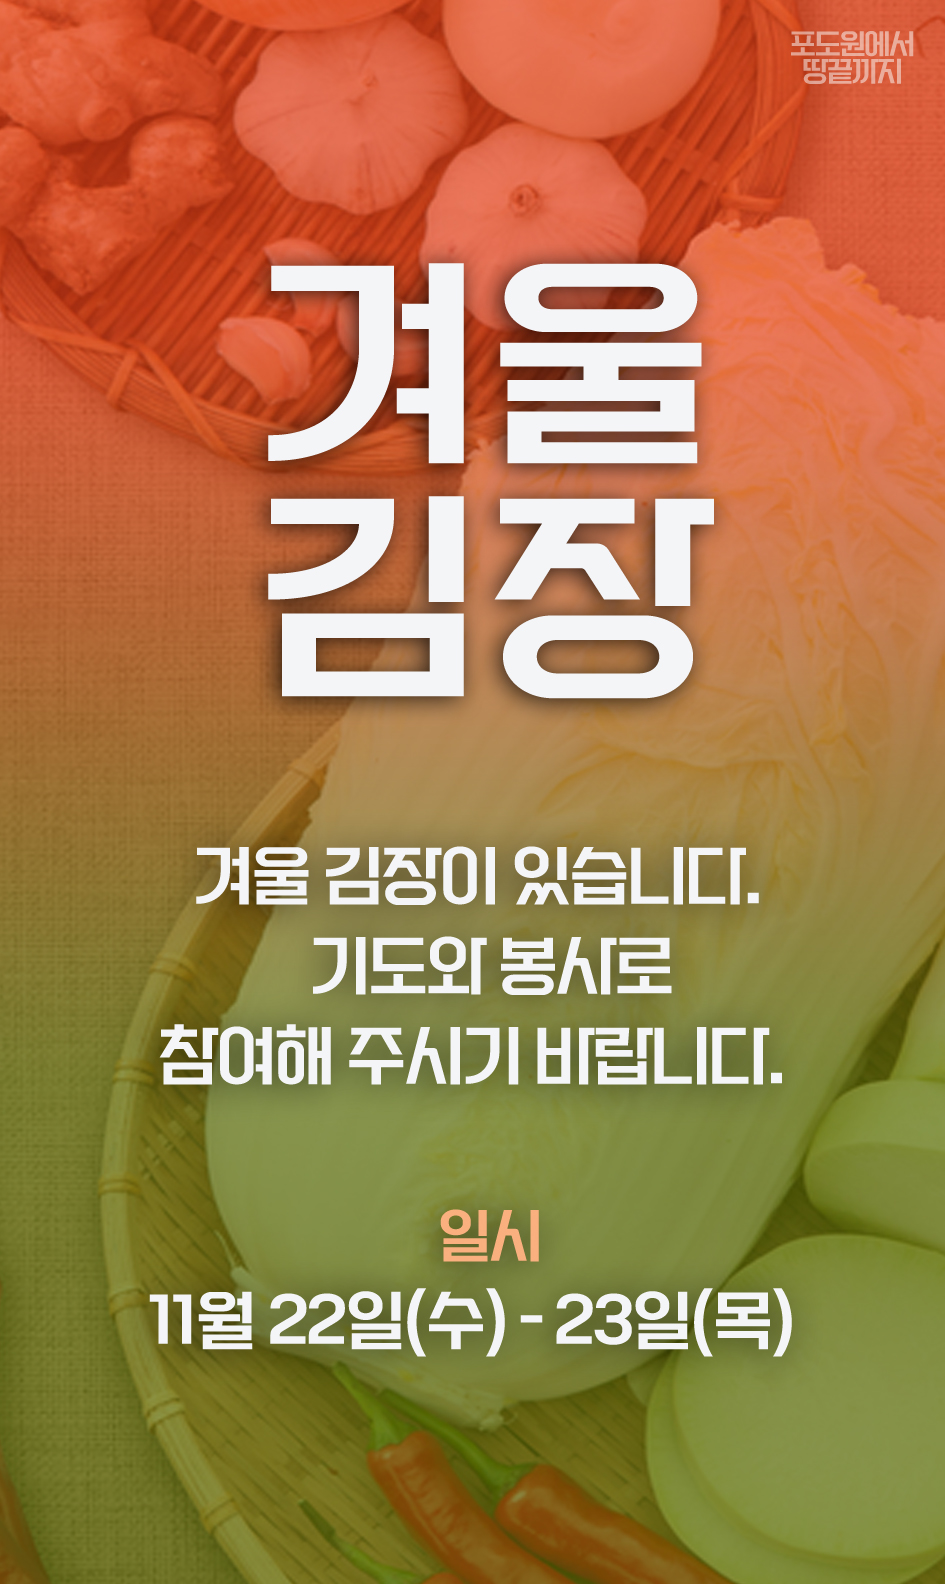 포도원에서
땅끝까지
겨울
김장
겨울 김장이 있습니다.
기도와 봉사로
참여해 주시기 바랍니다.
일시
11월 22일(수) - 23일(목)